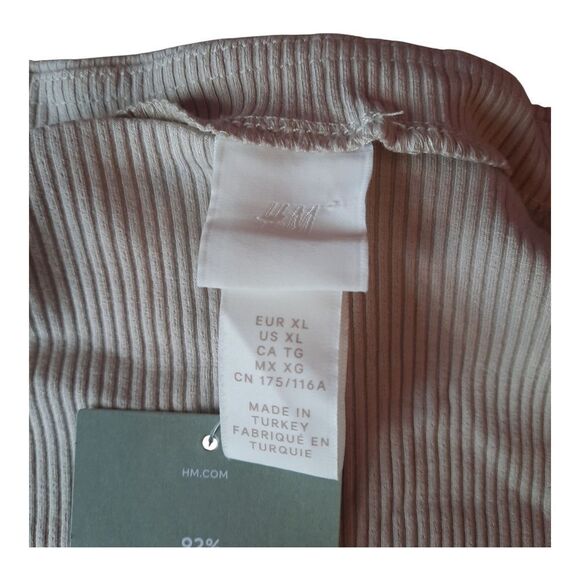 H&M
EUR XL
US XL
CA TG
MX XG
CN 175/116A
MADE IN
TURKEY
FABRIQUÉ EN
TURQUIE
HM.COM
92%